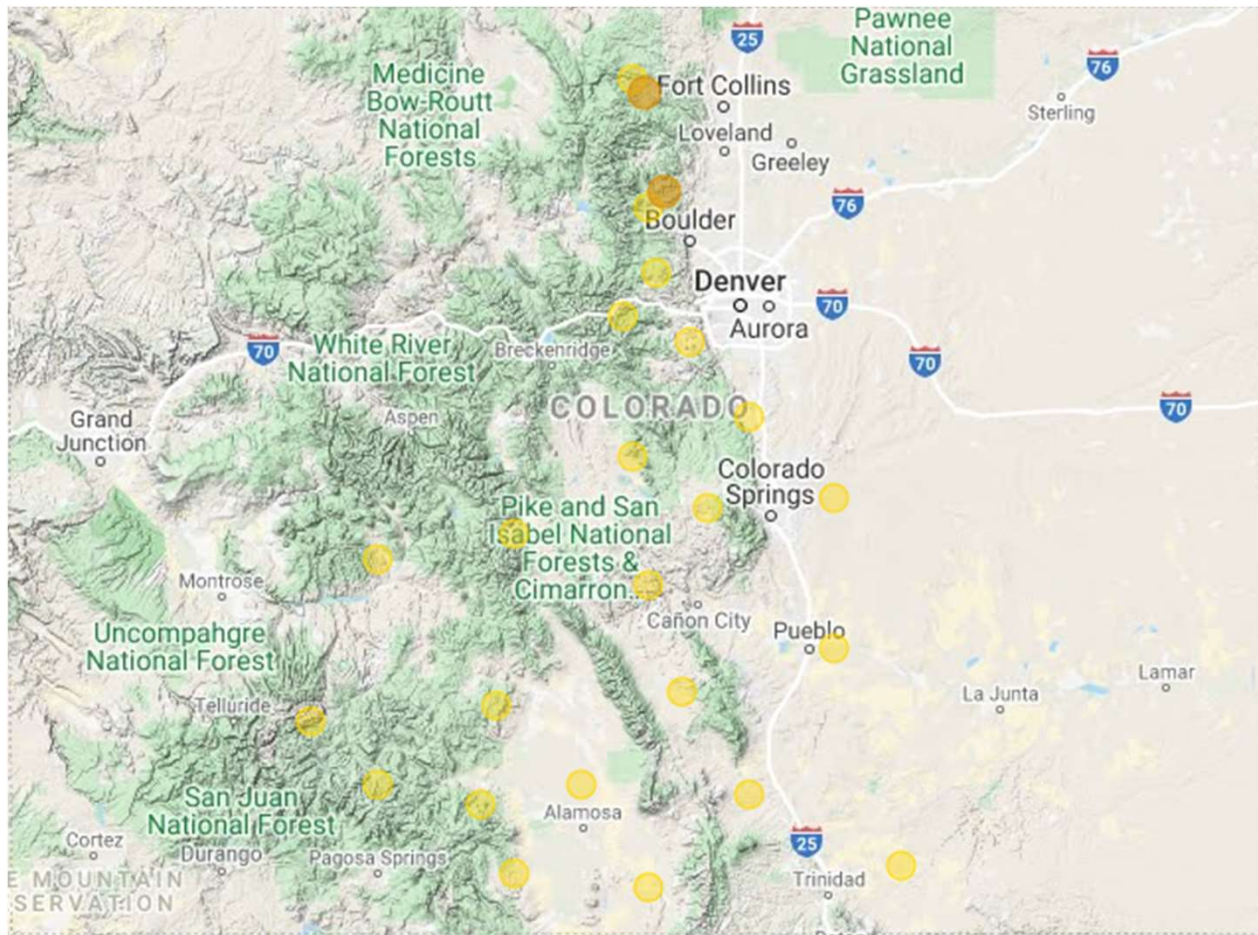 25
Pawnee
National
Grassland
76
Medicine
Bow-Routt
National
Forests
Fort Collins
Sterling
Loveland
Greeley
76
Boulder
Denver
70
Aurora
70
White River
National Forest
Breckenridge
70
70
COLORADO
Aspen
Grand
Junction
Colorado
Springs
Pike and San
Isabel National
Forests &
Cimarron...
Montrose
Cañon City
Uncompahgre
National Forest
Pueblo
Lamar
La Junta
Telluride
San Juan
National Forest
Alamosa
Cortez
Durango
Pagosa Springs
25
E MOUNTAIN
SERVATION
Trinidad